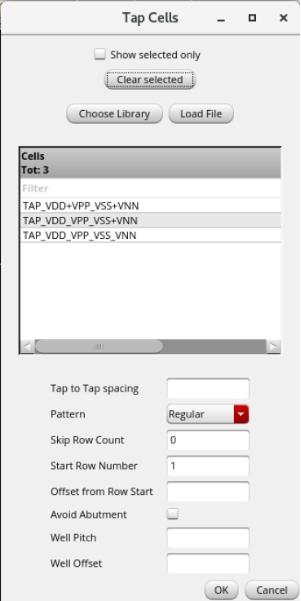 Tap Cells
Show selected only
Clear selected
Choose Library Load File
Cells
Tot: 3
Filter
TAP_VDD+VPP_VSS+VNN
TAP_VDD_VPP_VSS+VNN
TAP_VDD_VPP_VSS_VNN
Tap to Tap spacing
Pattern Regular
Skip Row Count 0
Start Row Number 1
Offset from Row Start
Avoid Abutment
Well Pitch
Well Offset
OK Cancel